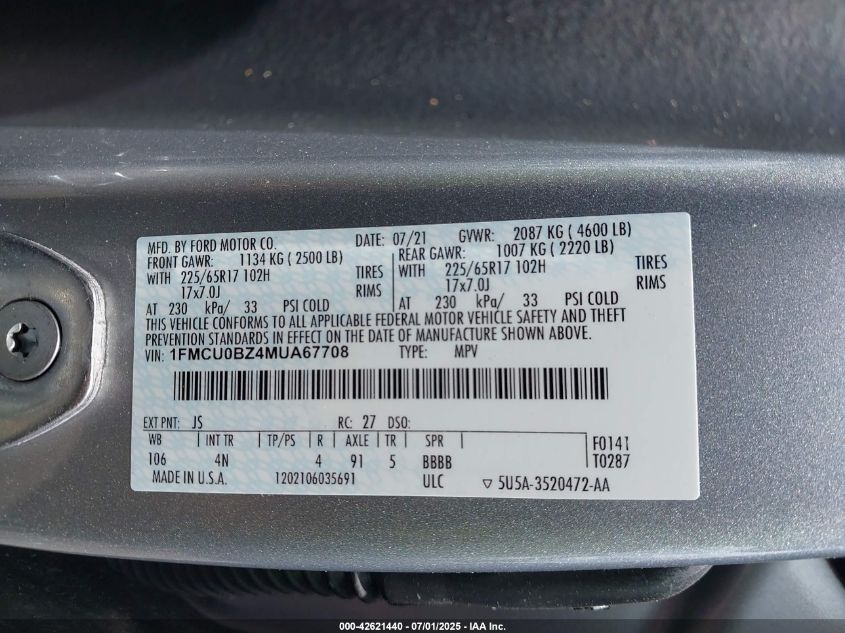 MFD. BY FORD MOTOR CO. DATE: 07/21 GVWR: 2087 KG ( 4600 LB)
FRONT GAWR: 1134 KG ( 2500 LB) REAR GAWR: 1007 KG ( 2220 LB)
WITH 225/65R17 102H TIRES WITH 225/65R17 102H TIRES
17x7.0J RIMS 17x7.0J RIMS
AT 230 kPa/ 33 PSI COLD AT 230 kPa/ 33 PSI COLD
THIS VEHICLE CONFORMS TO ALL APPLICABLE FEDERAL MOTOR VEHICLE SAFETY AND THEFT
PREVENTION STANDARDS IN EFFECT ON THE DATE OF MANUFACTURE SHOWN ABOVE.
VIN: 1FMCU0BZ4MUA67708 TYPE: MPV
EXT PNT: JS RC: 27 DSO:
WB INT TR TP/PS R AXLE TR SPR F0141
106 4N 4 91 5 BBBB T0287
MADE IN U.S.A. 1202106035691 ULC ▽ 5U5A-3520472-AA
000-42621440 - 07/01/2025 - IAA Inc.